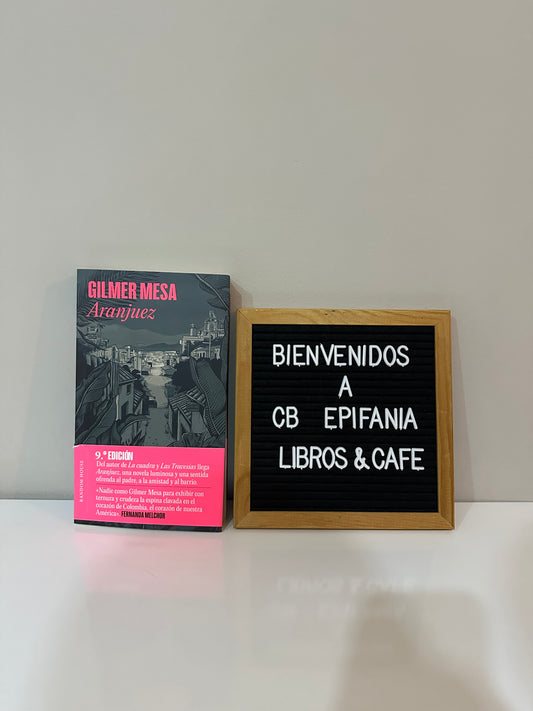 GILMER MESA
Aranjuez
9.ª EDICIÓN
Del autor de La cuadra y Las Travesías llega
Aranjuez, una novela luminosa y una sentida
ofrenda al padre, a la amistad y al barrio.
«Nadie como Gilmer Mesa para exhibir con
ternura y crudeza la espina clavada en el
corazón de Colombia, el corazón de nuestra
América» FERNANDA MELCHOR
RANDOM HOUSE
BIENVENIDOS
A
CB EPIFANIA
LIBROS & CAFE